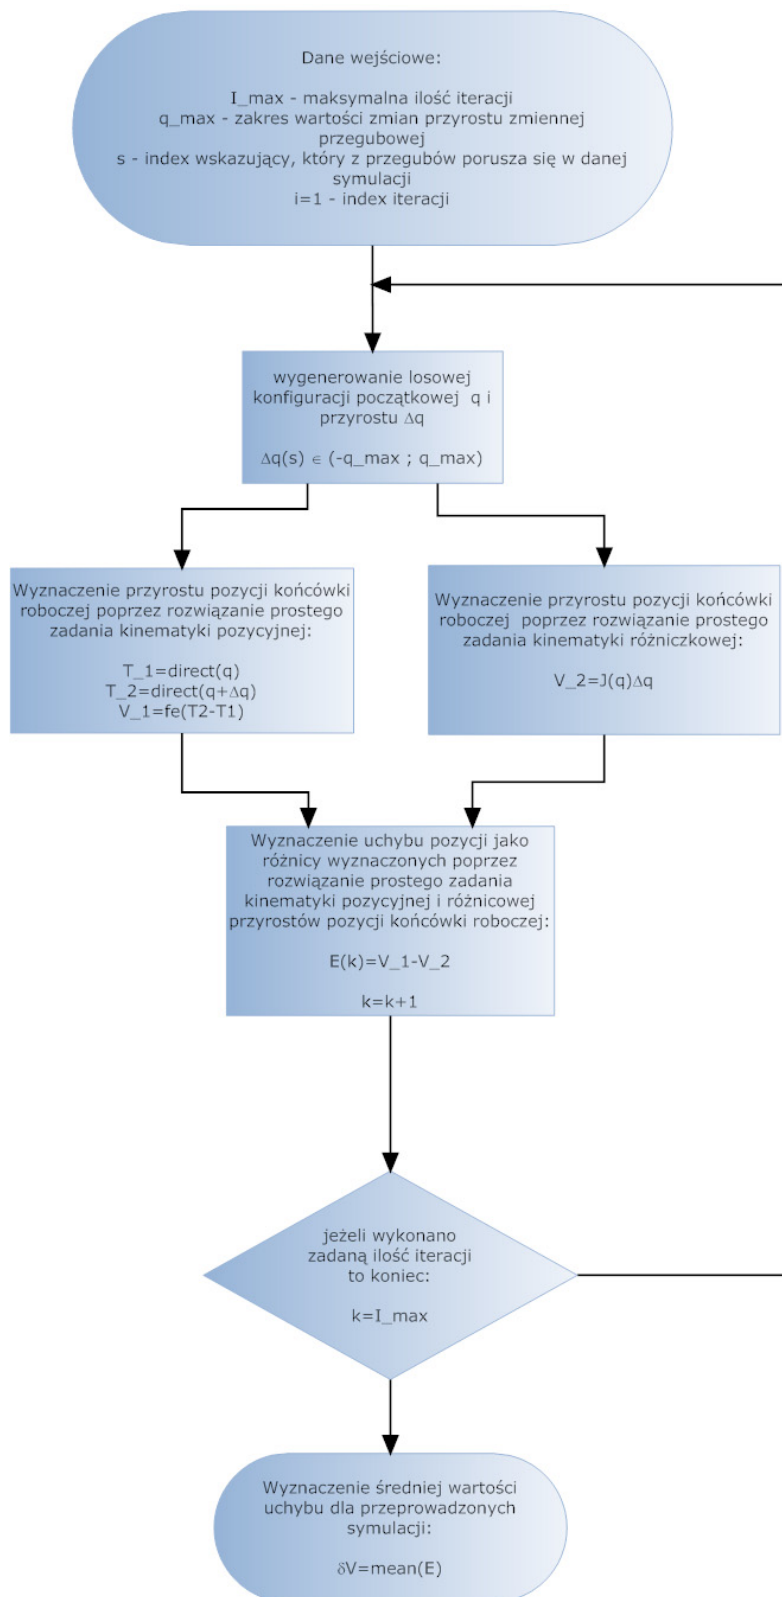 Dane wejściowe:
I_max - maksymalna ilość iteracji
q_max - zakres wartości zmian przyrostu zmiennej
przegubowej
s - index wskazujący, który z przegubów porusza się w danej
symulacji
i=1 - index iteracji
wygenerowanie losowej
konfiguracji początkowej q i
przyrostu Δq
Δq(s) ∈ (-q_max ; q_max)
Wyznaczenie przyrostu pozycji końcówki
roboczej poprzez rozwiązanie prostego
zadania kinematyki pozycyjnej:
T_1=direct(q)
T_2=direct(q+Δq)
V_1=fe(T2-T1)
Wyznaczenie przyrostu pozycji końcówki
roboczej poprzez rozwiązanie prostego
zadania kinematyki różniczkowej:
V_2=J(q)Δq
Wyznaczenie uchybu pozycji jako
różnicy wyznaczonych poprzez
rozwiązanie prostego zadania
kinematyki pozycyjnej i różnicowej
przyrostów pozycji końcówki roboczej:
E(k)=V_1-V_2
k=k+1
jeżeli wykonano
zadaną ilość iteracji
to koniec:
k=I_max
Wyznaczenie średniej wartości
uchybu dla przeprowadzonych
symulacji:
δV=mean(E)